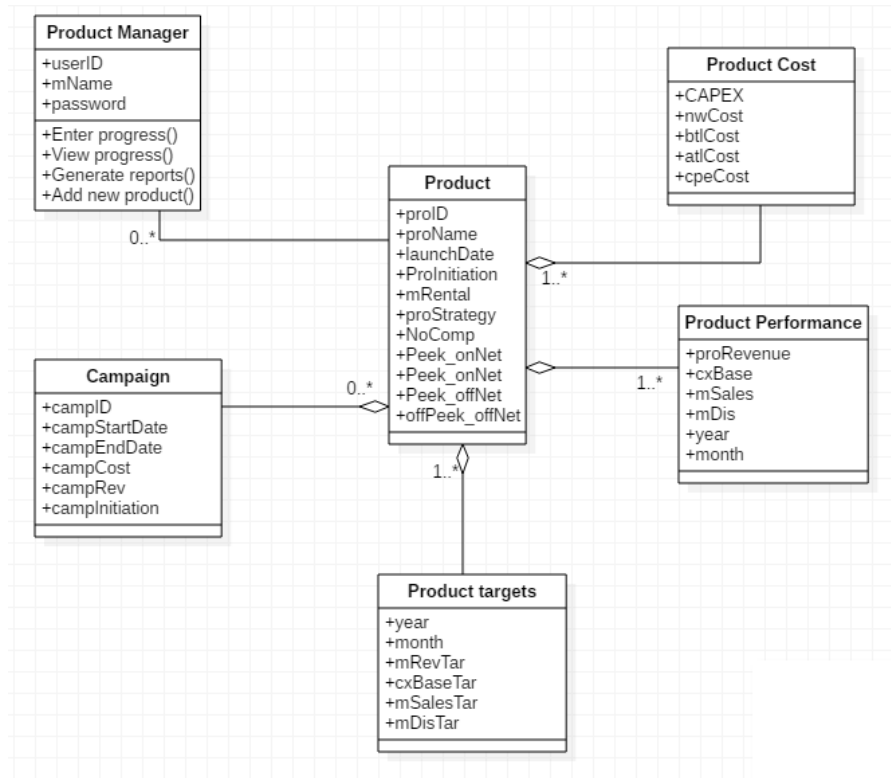 Product Manager
+userID
+mName
+password
+Enter progress()
+View progress()
+Generate reports()
+Add new product()
0..*
Product Cost
+CAPEX
+nwCost
+btlCost
+atlCost
+cpeCost
1..*
Product
+proID
+proName
+launchDate
+ProInitiation
+mRental
+proStrategy
+NoComp
+Peek_onNet
+Peek_onNet
+Peek_offNet
+offPeek_offNet
Product Performance
+proRevenue
+cxBase
+mSales
+mDis
+year
+month
1..*
Campaign
+campID
+campStartDate
+campEndDate
+campCost
+campRev
+campInitiation
0..*
1..*
Product targets
+year
+month
+mRevTar
+cxBaseTar
+mSalesTar
+mDisTar